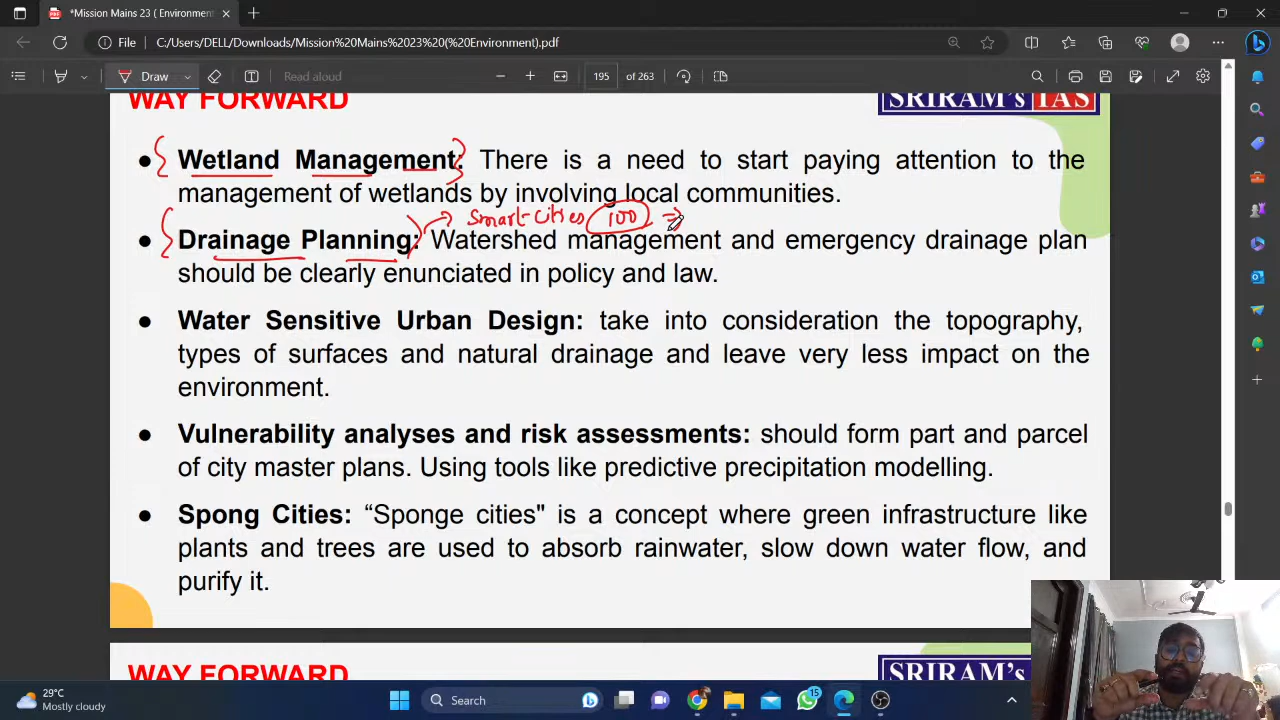 *Mission Mains 23 ( Environmen
File
C:/Users/DELL/Downloads/Mission%20Mains%2023%20(%20Environment).pdf
Draw
Read aloud
195 of 263
WAY FORWARD
SRIRAM's IAS
● Wetland Management: There is a need to start paying attention to the
management of wetlands by involving local communities.
Smart-Cities 100 ⇒
● Drainage Planning: Watershed management and emergency drainage plan
should be clearly enunciated in policy and law.
● Water Sensitive Urban Design: take into consideration the topography,
types of surfaces and natural drainage and leave very less impact on the
environment.
● Vulnerability analyses and risk assessments: should form part and parcel
of city master plans. Using tools like predictive precipitation modelling.
● Spong Cities: “Sponge cities" is a concept where green infrastructure like
plants and trees are used to absorb rainwater, slow down water flow, and
purify it.
WAY FORWARD
SRIRAM's IAS
29°C
Mostly cloudy
Search
15